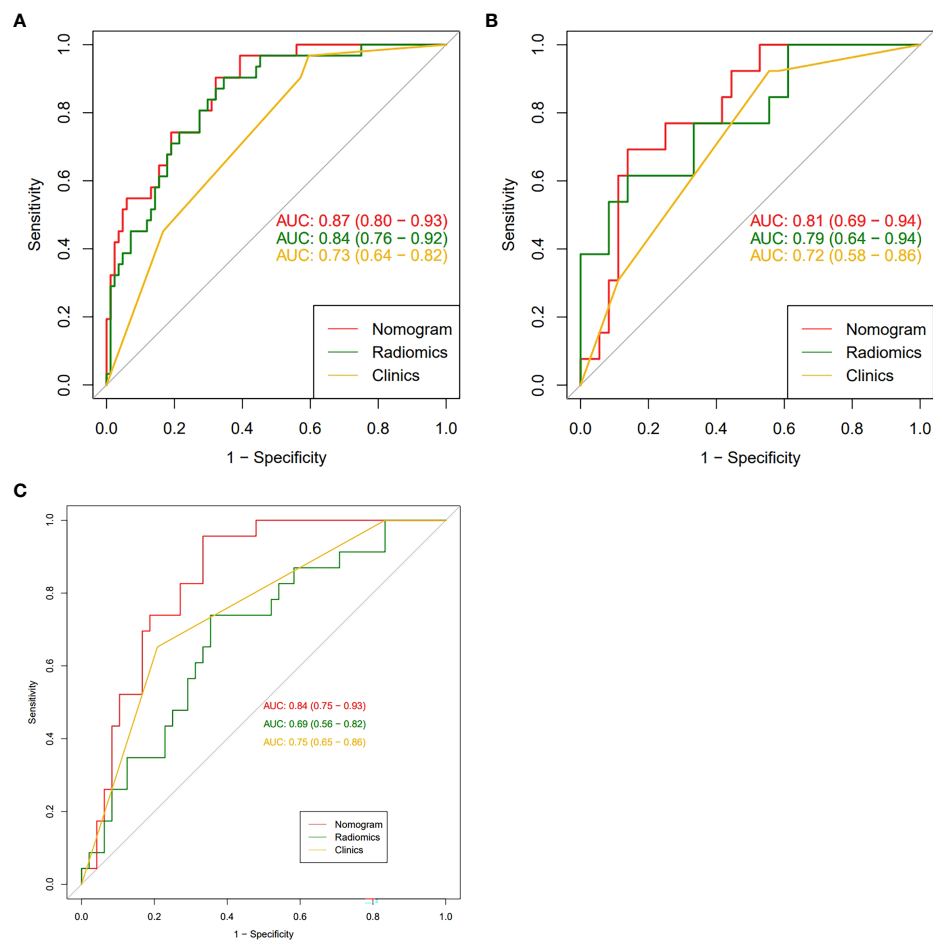 A
1.0
0.8
0.6
0.4
0.2
0.0
Sensitivity
AUC: 0.87 (0.80 − 0.93)
AUC: 0.84 (0.76 − 0.92)
AUC: 0.73 (0.64 − 0.82)
Nomogram
Radiomics
Clinics
0.0 0.2 0.4 0.6 0.8 1.0
1 − Specificity
B
1.0
0.8
0.6
0.4
0.2
0.0
Sensitivity
AUC: 0.81 (0.69 − 0.94)
AUC: 0.79 (0.64 − 0.94)
AUC: 0.72 (0.58 − 0.86)
Nomogram
Radiomics
Clinics
0.0 0.2 0.4 0.6 0.8 1.0
1 − Specificity
C
1.0
0.8
0.6
0.4
0.2
0.0
Sensitivity
AUC: 0.84 (0.75 − 0.93)
AUC: 0.69 (0.56 − 0.82)
AUC: 0.75 (0.65 − 0.86)
Nomogram
Radiomics
Clinics
0.0 0.2 0.4 0.6 0.8 1.0
1 − Specificity